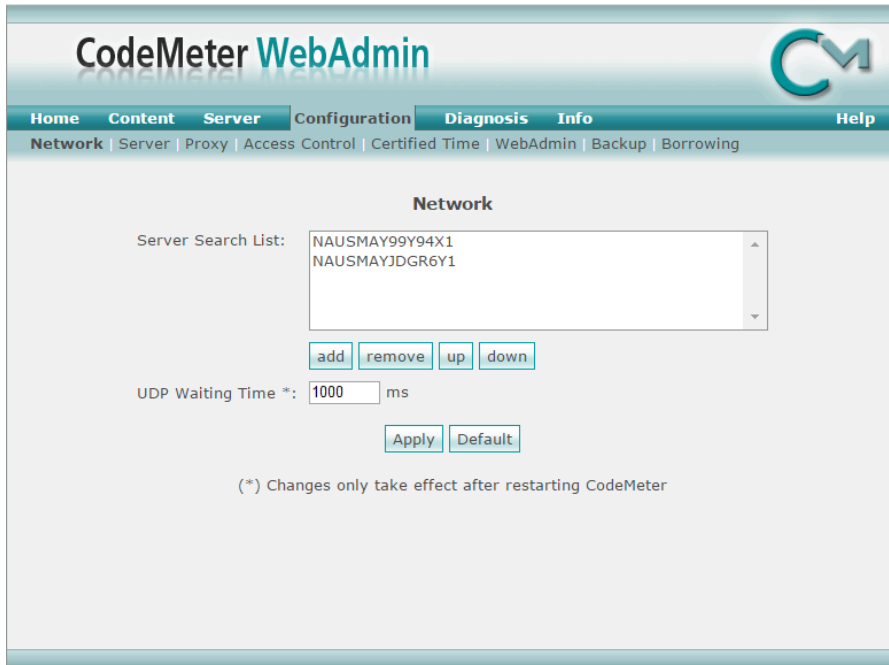 CodeMeter WebAdmin
CM
Home Content Server Configuration Diagnosis Info Help
Network | Server | Proxy | Access Control | Certified Time | WebAdmin | Backup | Borrowing
Network
Server Search List:
NAUSMAY99Y94X1
NAUSMAYJDGR6Y1
add remove up down
UDP Waiting Time *: 1000 ms
Apply Default
(*) Changes only take effect after restarting CodeMeter